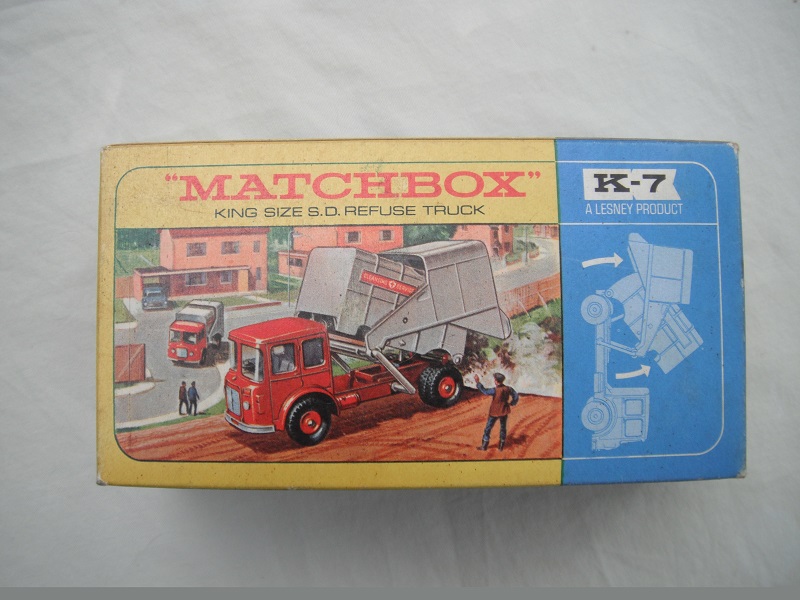 "MATCHBOX"
KING SIZE S.D. REFUSE TRUCK
K-7
A LESNEY PRODUCT